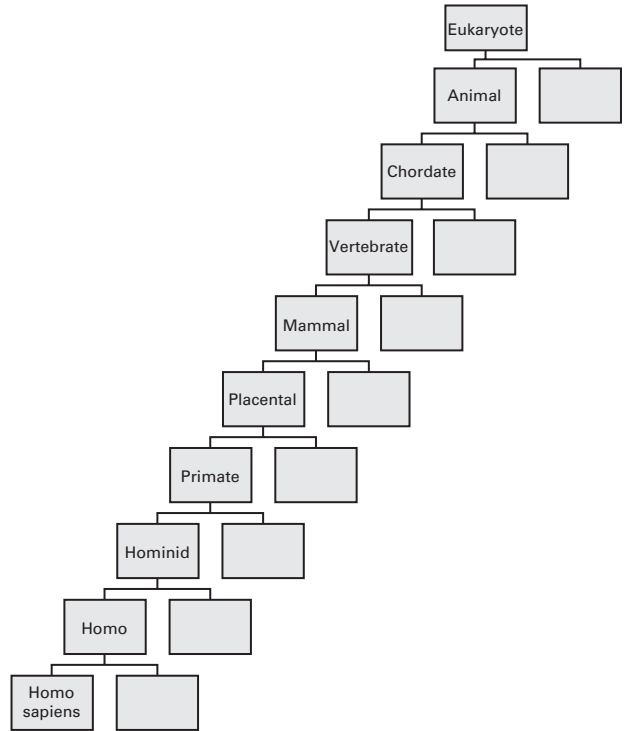 Eukaryote
Animal
Chordate
Vertebrate
Mammal
Placental
Primate
Hominid
Homo
Homo
sapiens